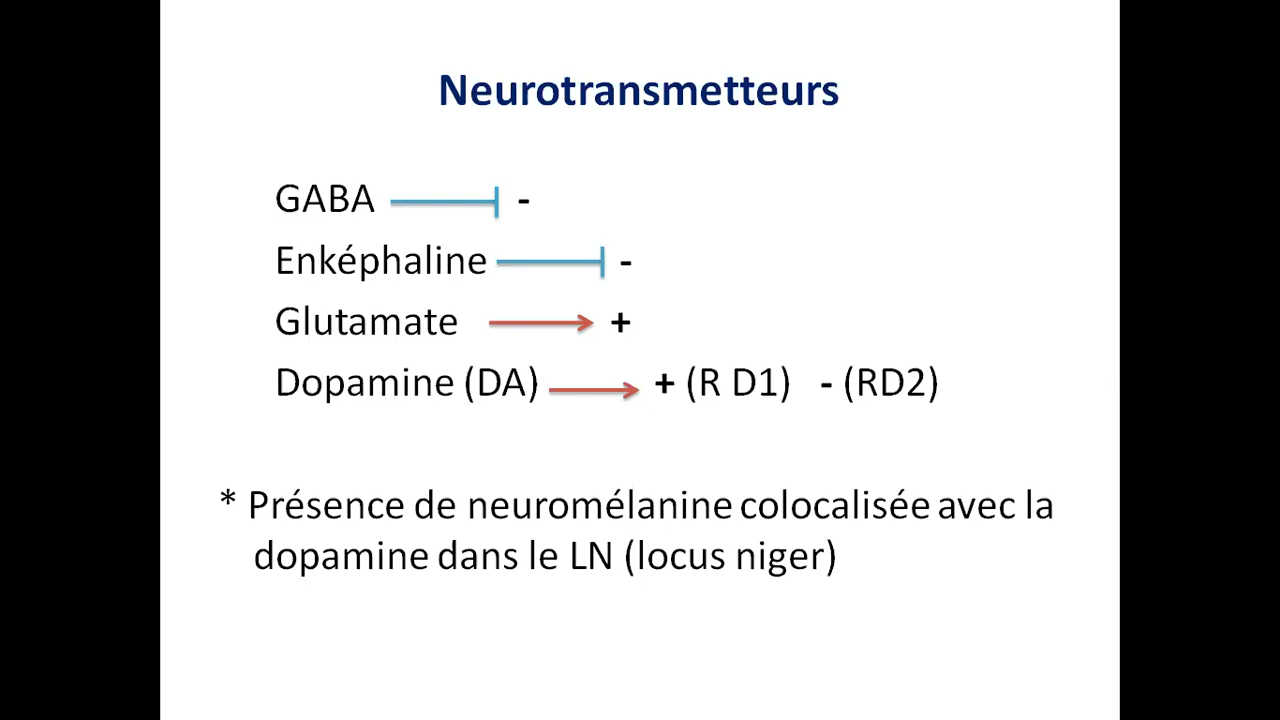 Neurotransmetteurs
GABA -
Enképhaline -
Glutamate +
Dopamine (DA) + (R D1) - (RD2)
* Présence de neuromélanine colocalisée avec la
dopamine dans le LN (locus niger)